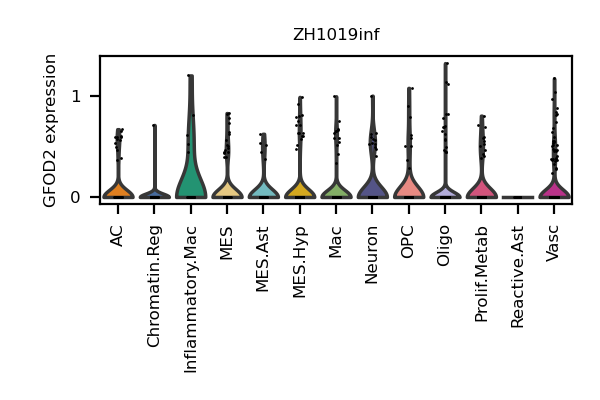 ZH1019inf
GFOD2 expression
1
0
AC
Chromatin.Reg
Inflammatory.Mac
MES
MES.Ast
MES.Hyp
Mac
Neuron
OPC
Oligo
Prolif.Metab
Reactive.Ast
Vasc